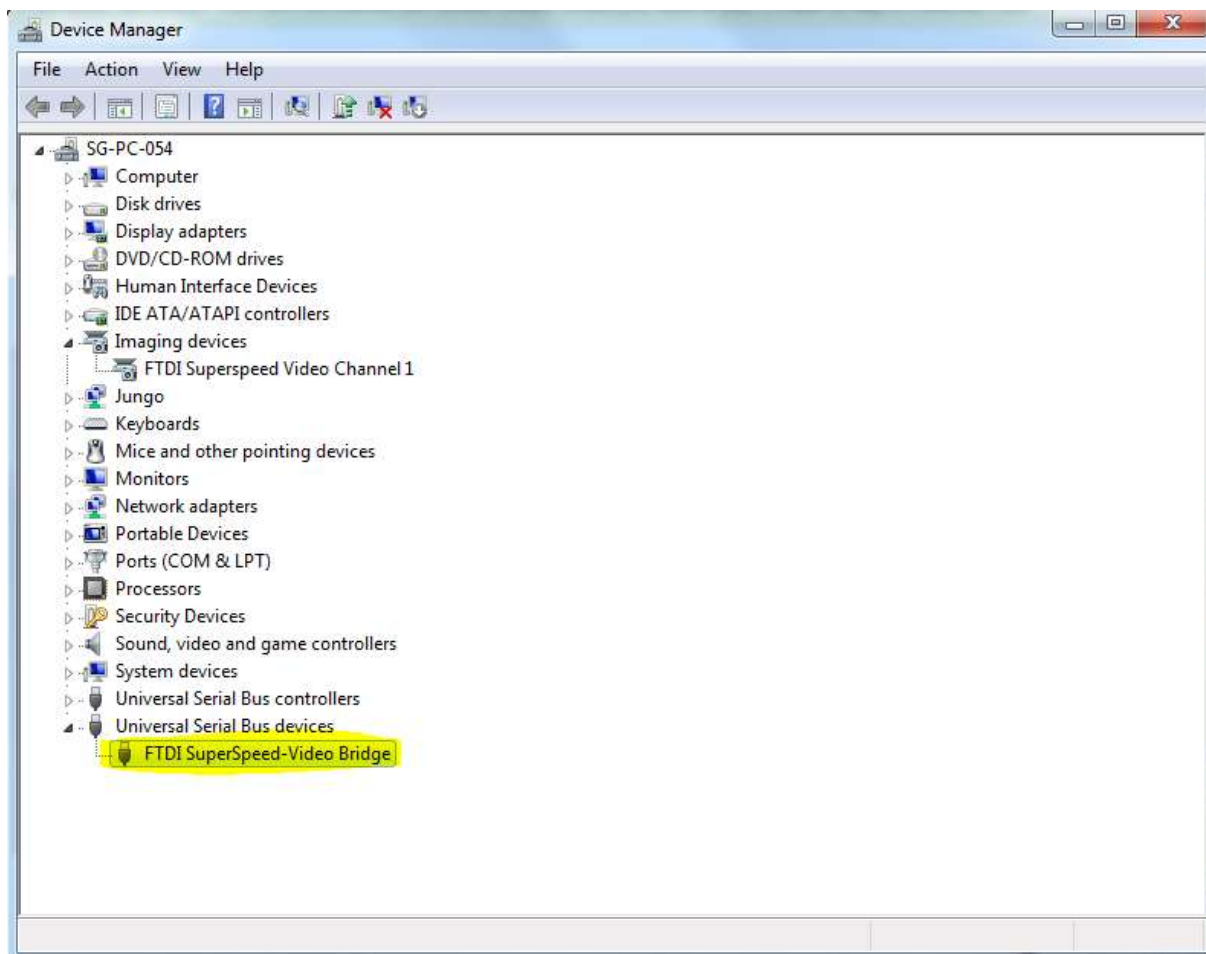 Device Manager
File Action View Help
SG-PC-054
Computer
Disk drives
Display adapters
DVD/CD-ROM drives
Human Interface Devices
IDE ATA/ATAPI controllers
Imaging devices
FTDI Superspeed Video Channel 1
Jungo
Keyboards
Mice and other pointing devices
Monitors
Network adapters
Portable Devices
Ports (COM & LPT)
Processors
Security Devices
Sound, video and game controllers
System devices
Universal Serial Bus controllers
Universal Serial Bus devices
FTDI SuperSpeed-Video Bridge